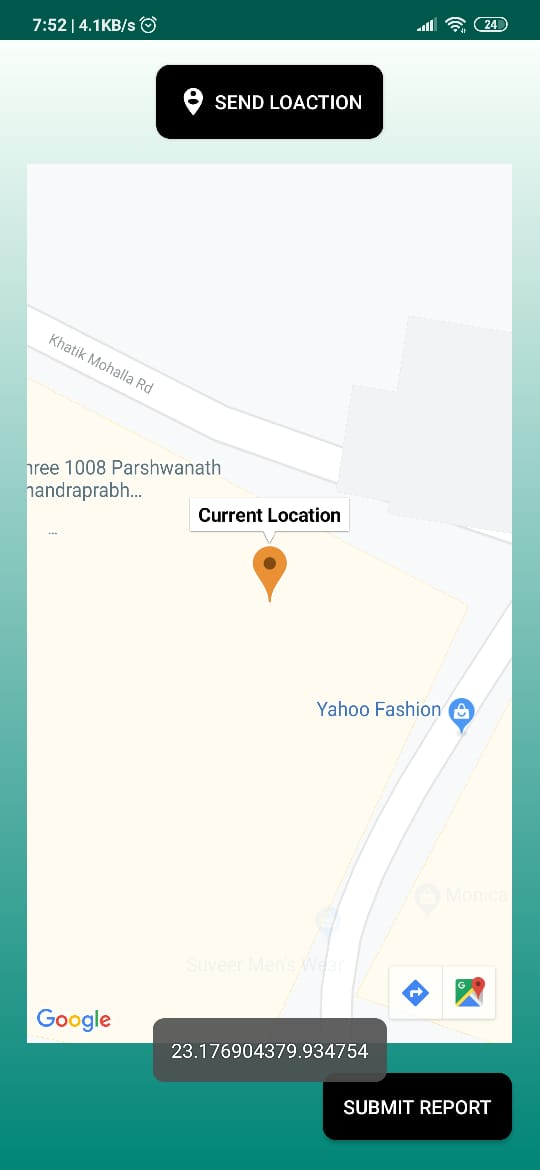 7:52 | 4.1KB/s
24
SEND LOACTION
Khatik Mohalla Rd
hree 1008 Parshwanath
handraprabh...
...
Current Location
Yahoo Fashion
Monica
Suveer Men's Wear
Google
23.176904379.934754
SUBMIT REPORT